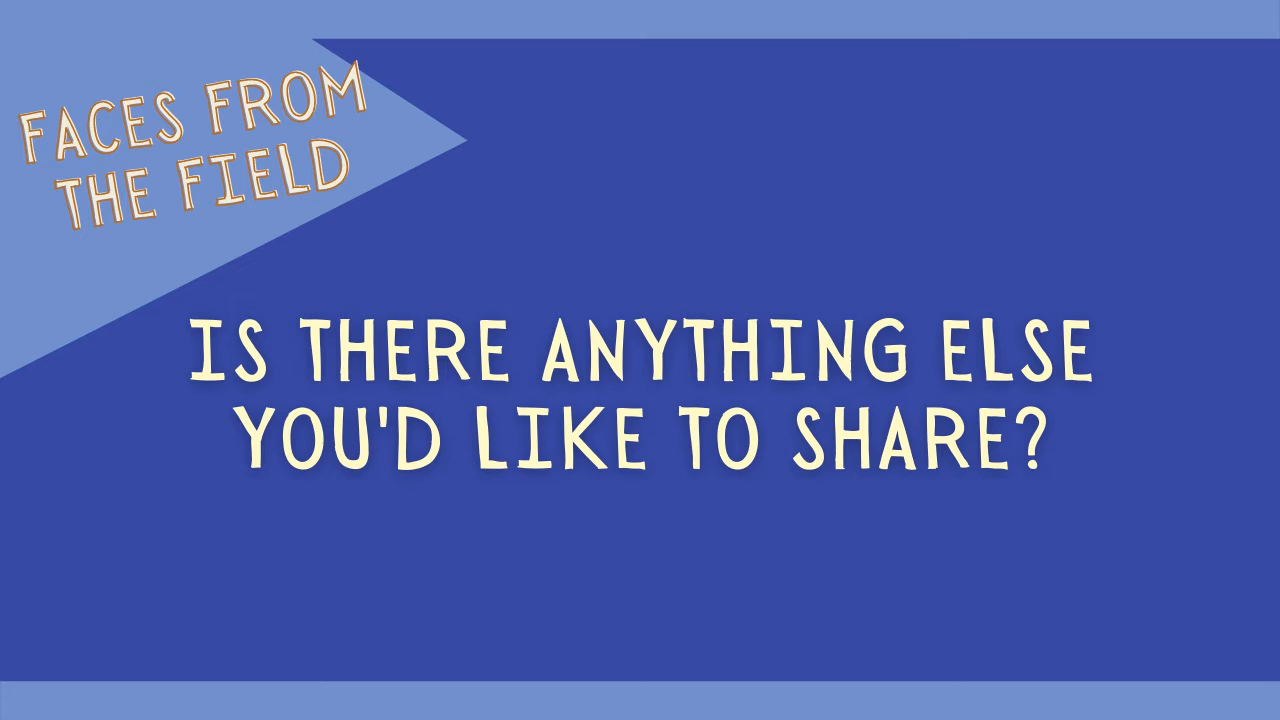 FACES FROM
THE FIELD
IS THERE ANYTHING ELSE
YOU'D LIKE TO SHARE?